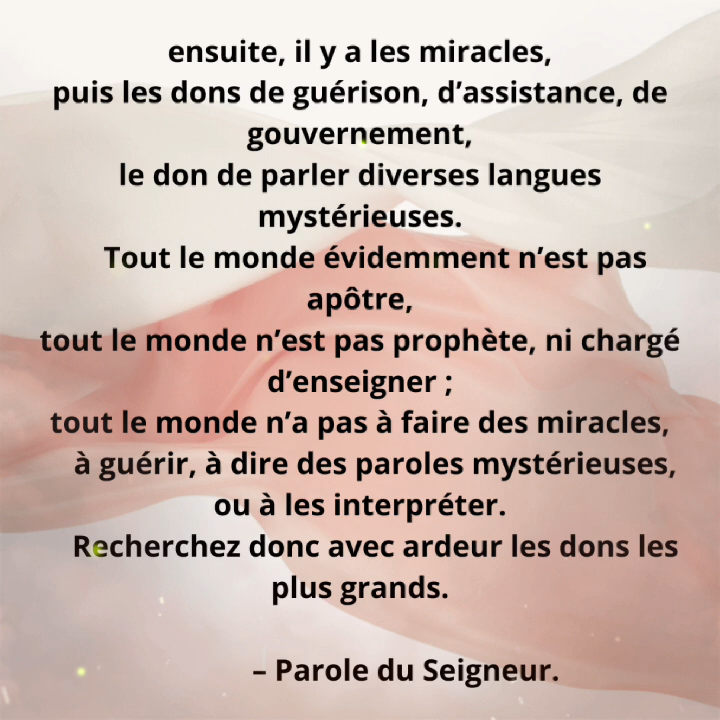 ensuite, il y a les miracles,
puis les dons de guérison, d’assistance, de
gouvernement,
le don de parler diverses langues
mystérieuses.
Tout le monde évidemment n’est pas
apôtre,
tout le monde n’est pas prophète, ni chargé
d’enseigner ;
tout le monde n’a pas à faire des miracles,
à guérir, à dire des paroles mystérieuses,
ou à les interpréter.
Recherchez donc avec ardeur les dons les
plus grands.
– Parole du Seigneur.